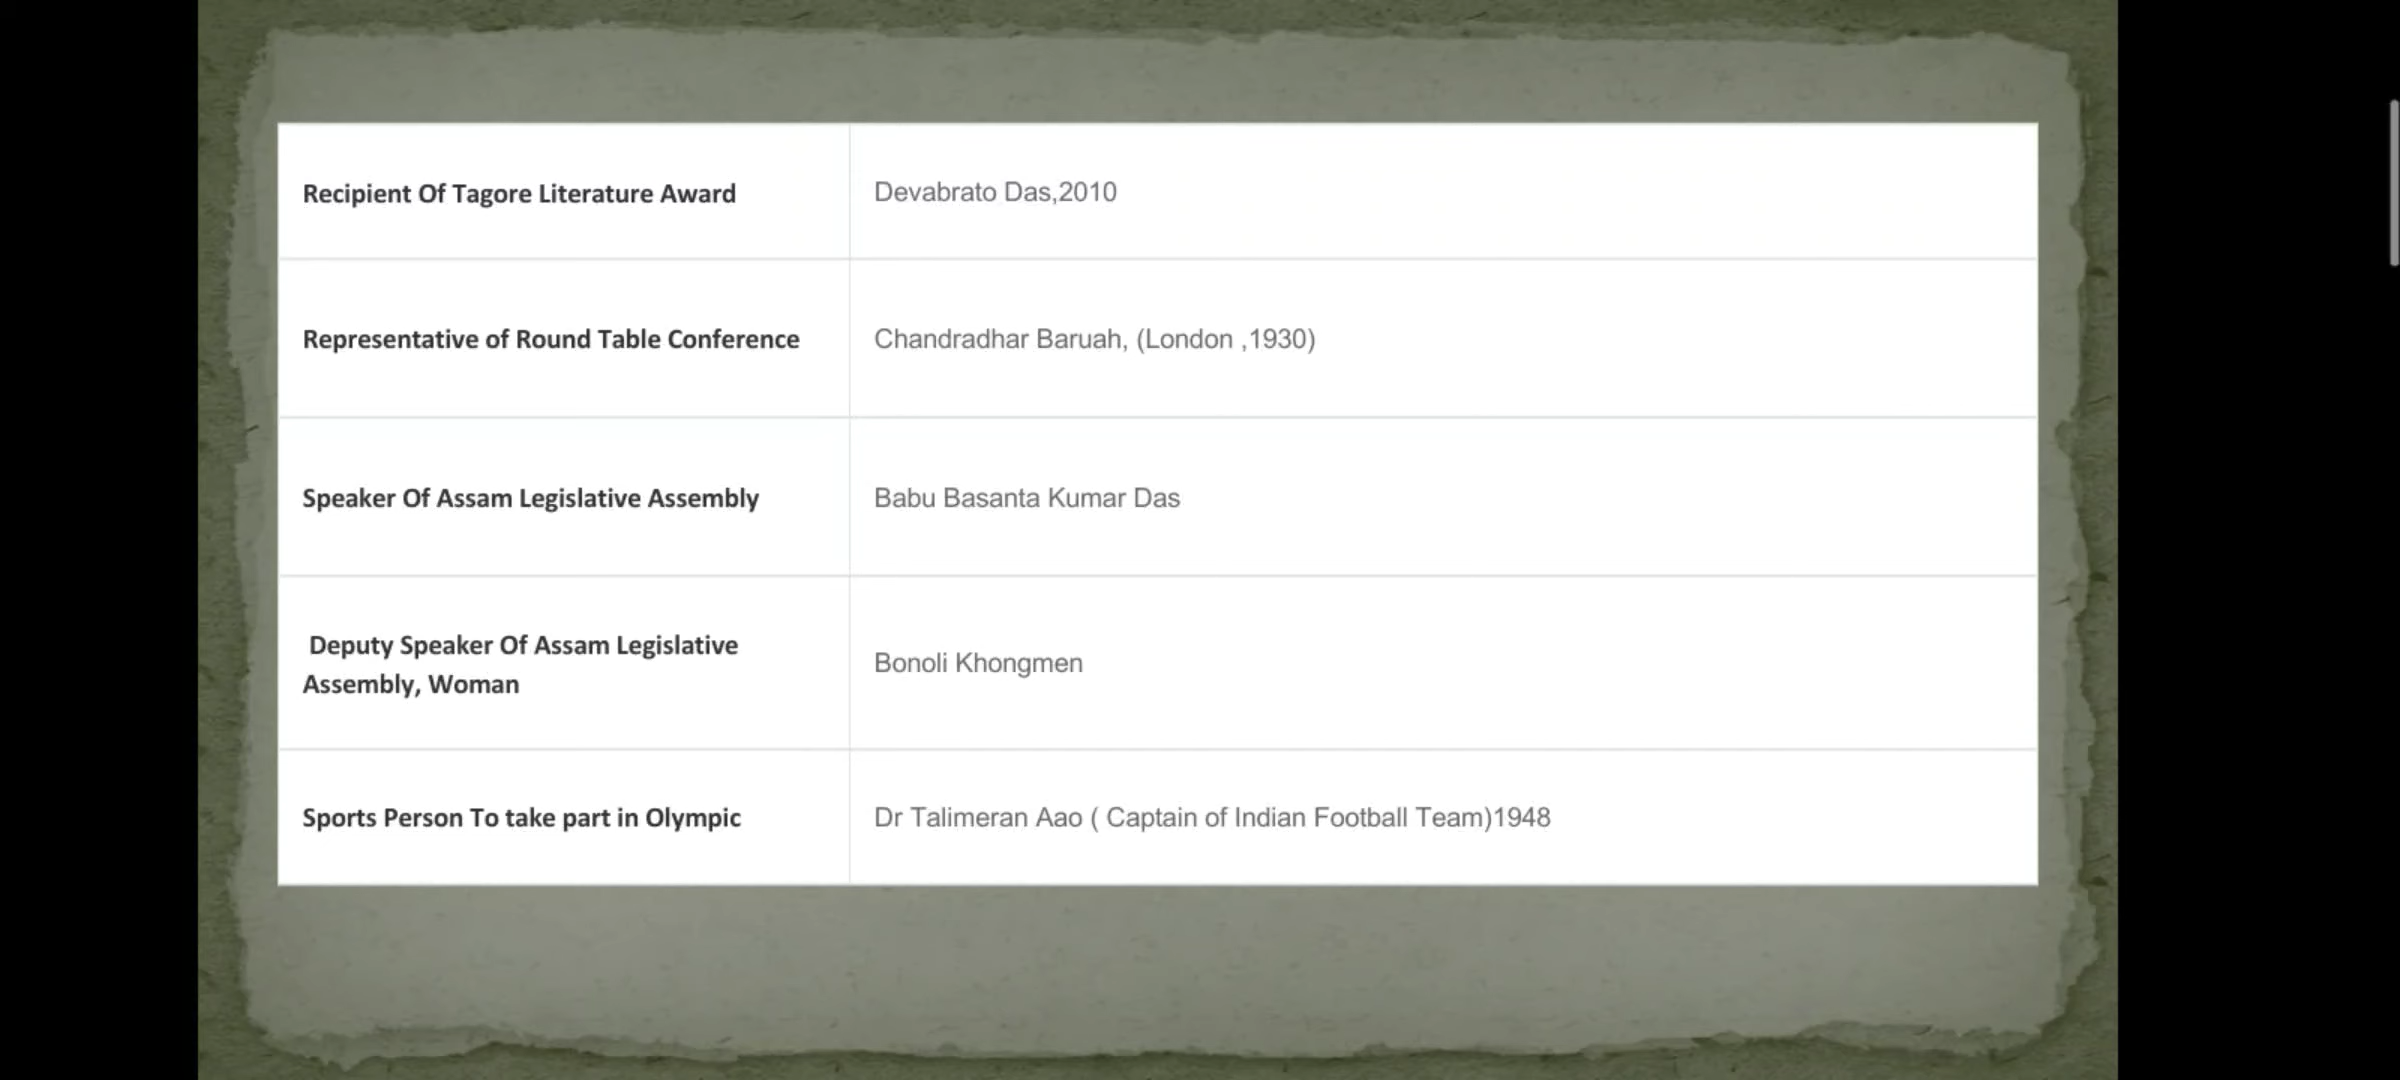 Recipient Of Tagore Literature Award
Devabrato Das,2010
Representative of Round Table Conference
Chandradhar Baruah, (London ,1930)
Speaker Of Assam Legislative Assembly
Babu Basanta Kumar Das
Deputy Speaker Of Assam Legislative
Assembly, Woman
Bonoli Khongmen
Sports Person To take part in Olympic
Dr Talimeran Aao ( Captain of Indian Football Team)1948